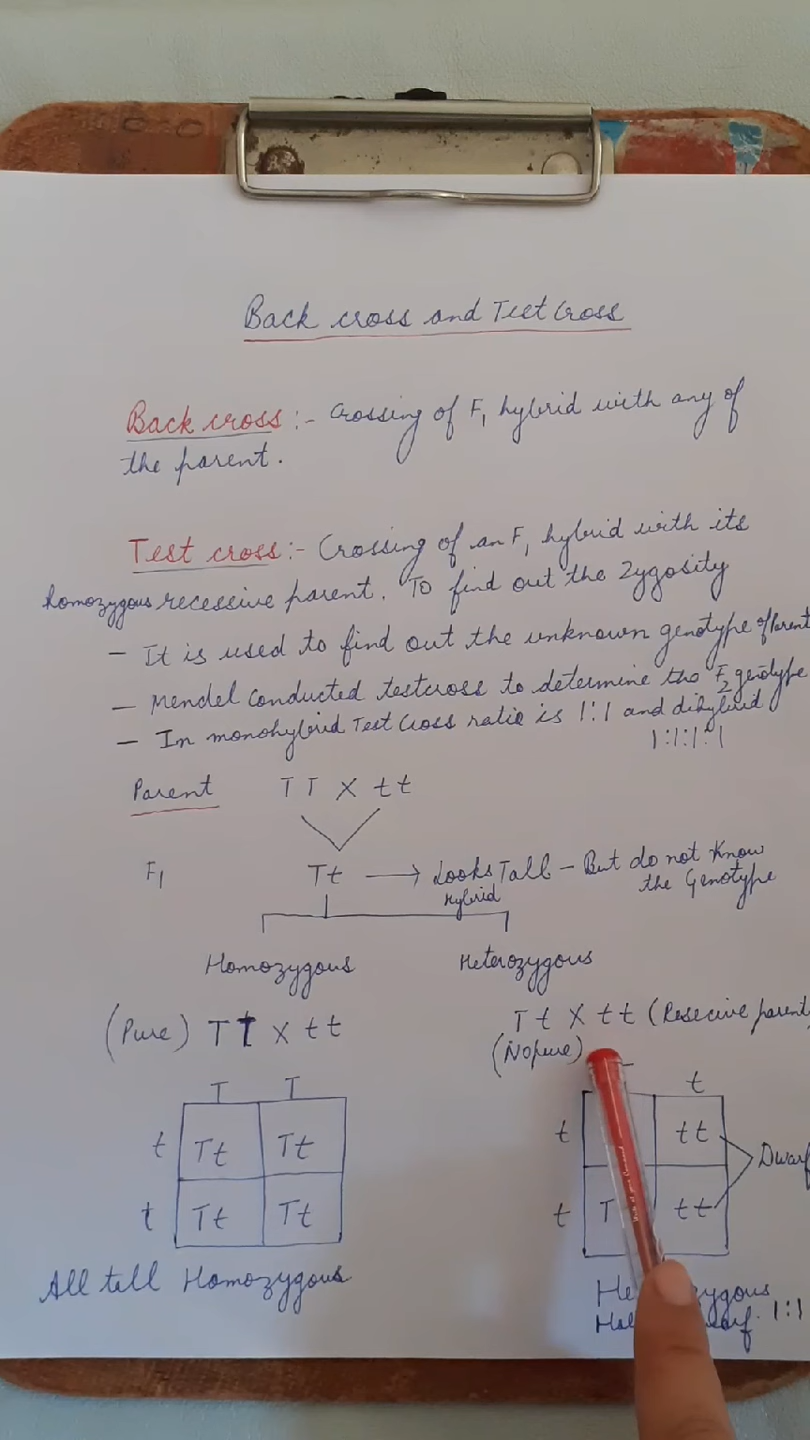 Back cross and Test Cross
Back cross :- Crossing of F1 hybrid with any of
the parent.
Test cross :- Crossing of an F1 hybrid with its
homozygous recessive parent. To find out the Zygosity
- It is used to find out the unknown genotype of Parent
- Mendel conducted testcross to determine the F2 genotype
- In monohybrid Test Cross ratio is 1:1 and dihybrid
1:1:1:1
Parent TT X tt
F1 Tt → Looks Tall - But do not know
Hybrid the Genotype
Homozygous Heterozygous
(Pure) TT X tt
Tt X tt (Resecive parent
(No pure)
T T
t Tt Tt
t Tt Tt
t
t tt
t T tt
Dwarf
All tall Homozygous
1:1